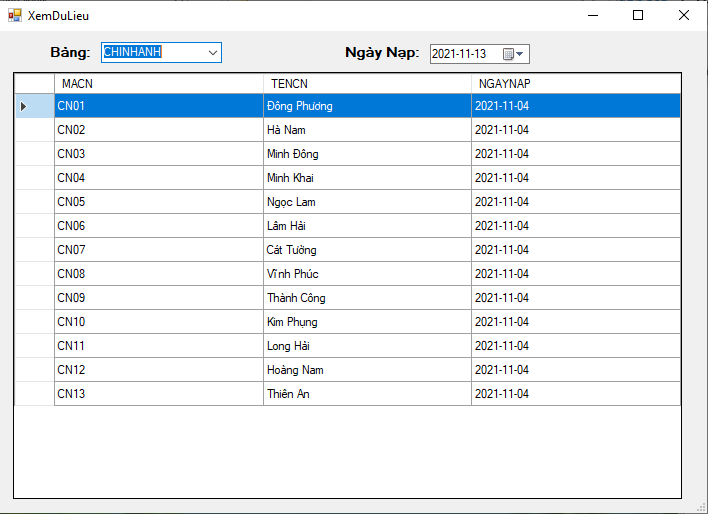 XemDuLieu
Bảng: CHINHANH Ngày Nạp: 2021-11-13
MACN TENCN NGAYNAP
CN01 Đông Phương 2021-11-04
CN02 Hà Nam 2021-11-04
CN03 Minh Đông 2021-11-04
CN04 Minh Khai 2021-11-04
CN05 Ngọc Lam 2021-11-04
CN06 Lâm Hải 2021-11-04
CN07 Cát Tường 2021-11-04
CN08 Vĩnh Phúc 2021-11-04
CN09 Thành Công 2021-11-04
CN10 Kim Phụng 2021-11-04
CN11 Long Hải 2021-11-04
CN12 Hoàng Nam 2021-11-04
CN13 Thiên An 2021-11-04